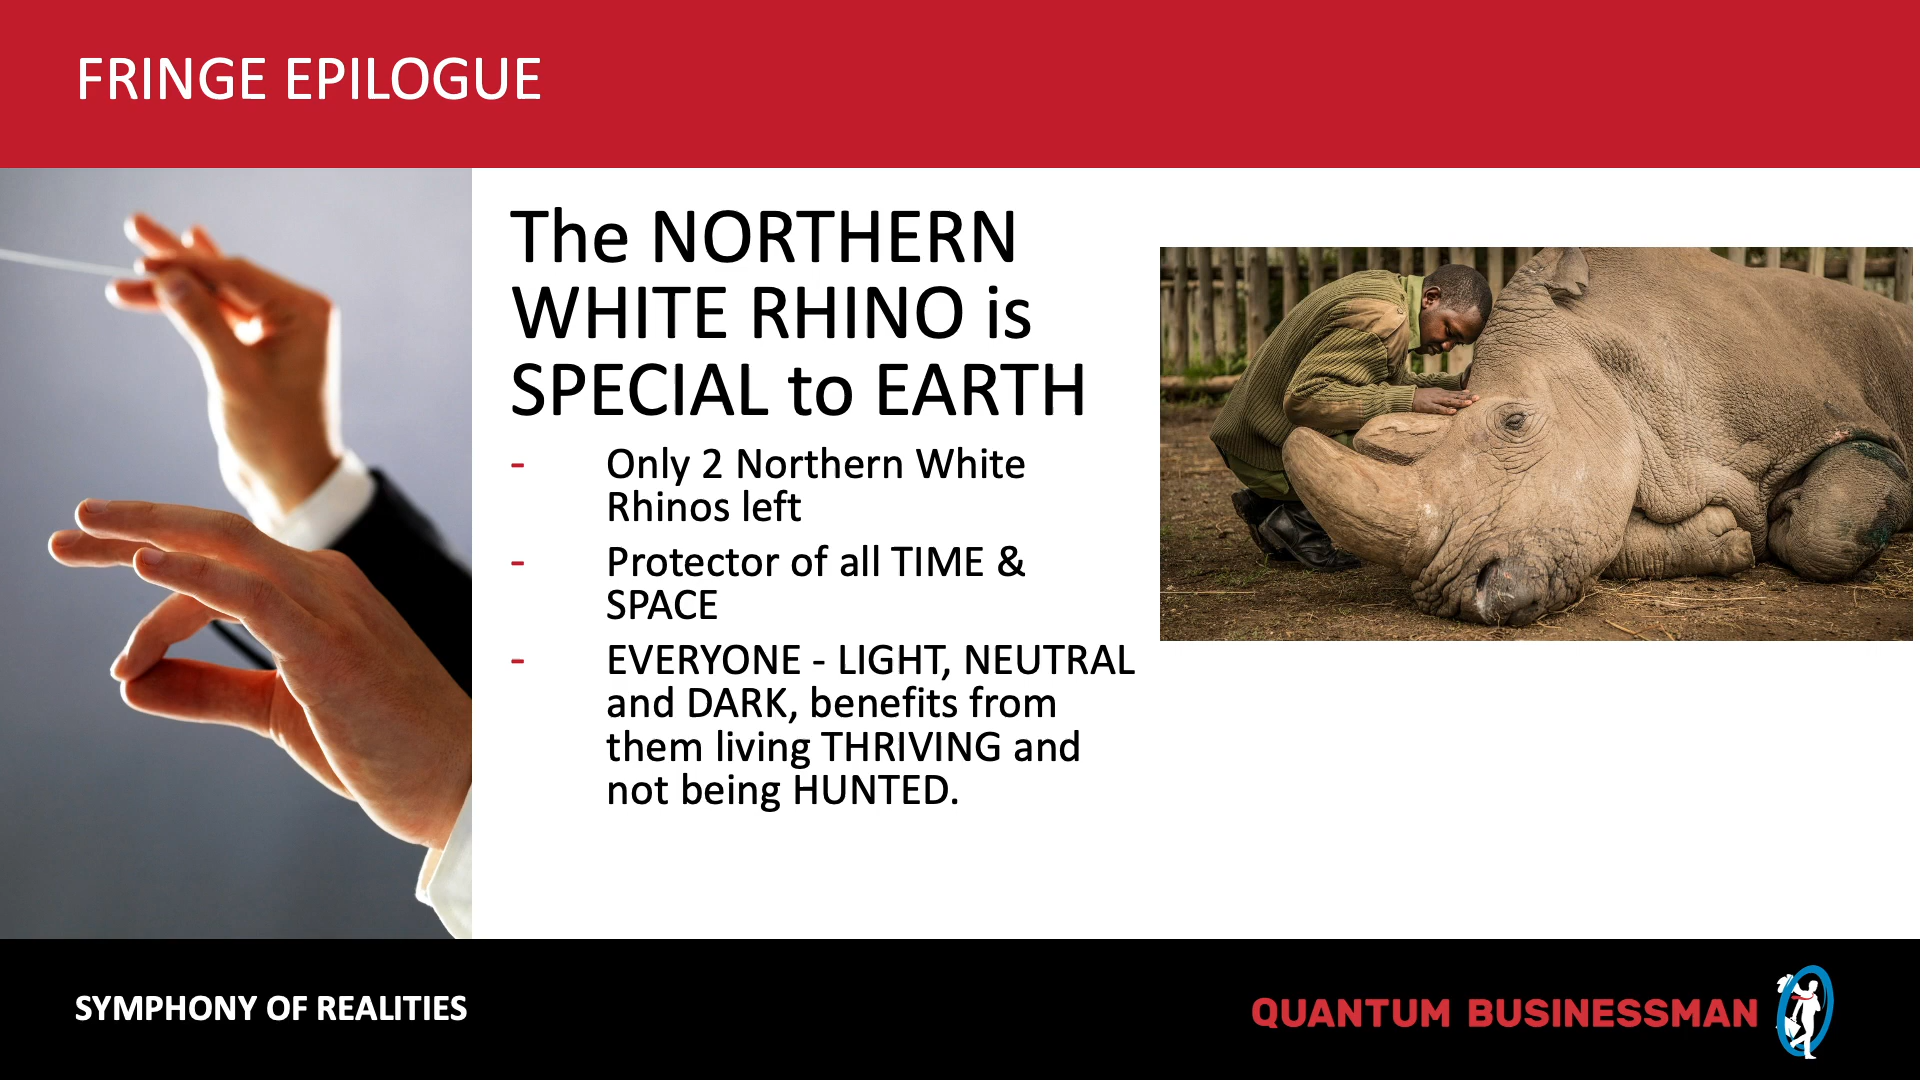 FRINGE EPILOGUE
The NORTHERN
WHITE RHINO is
SPECIAL to EARTH
- Only 2 Northern White
Rhinos left
- Protector of all TIME &
SPACE
- EVERYONE - LIGHT, NEUTRAL
and DARK, benefits from
them living THRIVING and
not being HUNTED.
SYMPHONY OF REALITIES
QUANTUM BUSINESSMAN